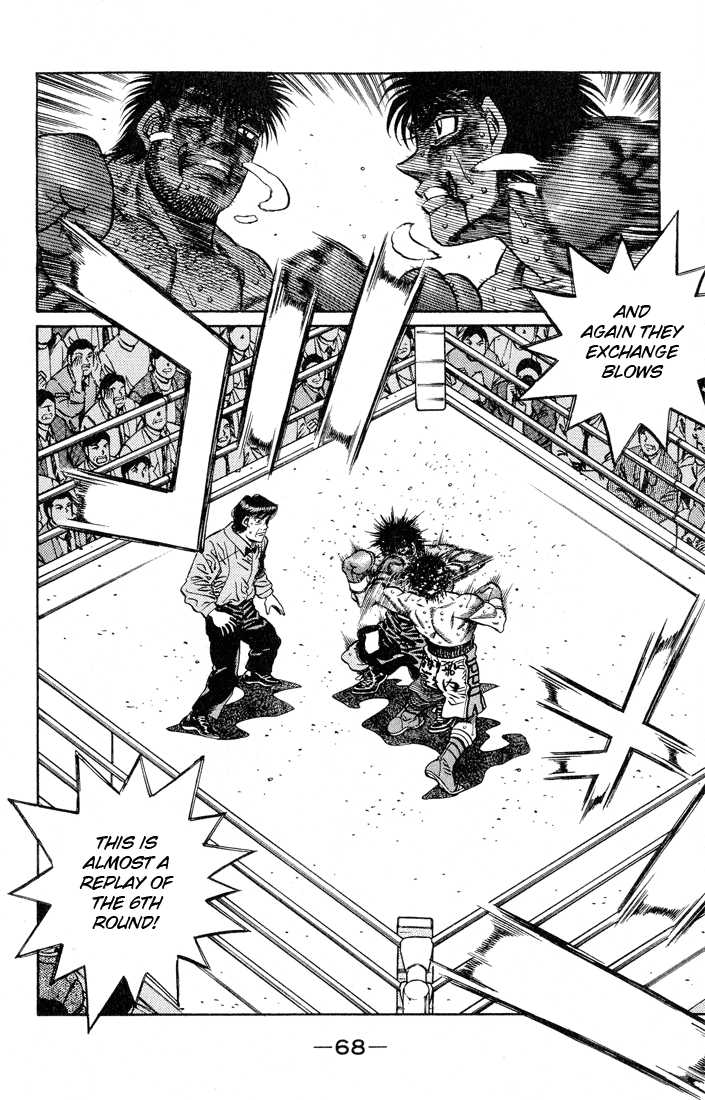 AND
AGAIN THEY
EXCHANGE
BLOWS
THIS IS
ALMOST A
REPLAY OF
THE 6TH
ROUND!
—68—